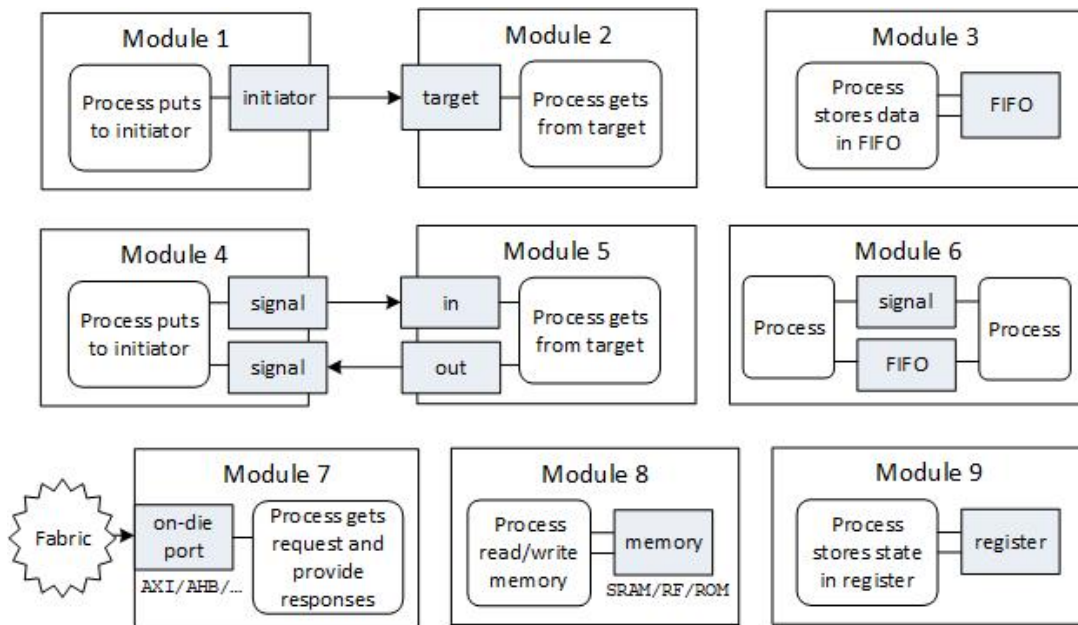 Module 1
Process puts
to initiator
initiator
Module 2
target
Process gets
from target
Module 3
Process
stores data
in FIFO
FIFO
Module 4
Process puts
to initiator
signal
signal
Module 5
in
out
Process gets
from target
Module 6
Process
signal
FIFO
Process
Fabric
Module 7
on-die
port
AXI/AHB/…
Process gets
request and
provide
responses
Module 8
Process
read/write
memory
memory
SRAM/RF/ROM
Module 9
Process
stores state
in register
register